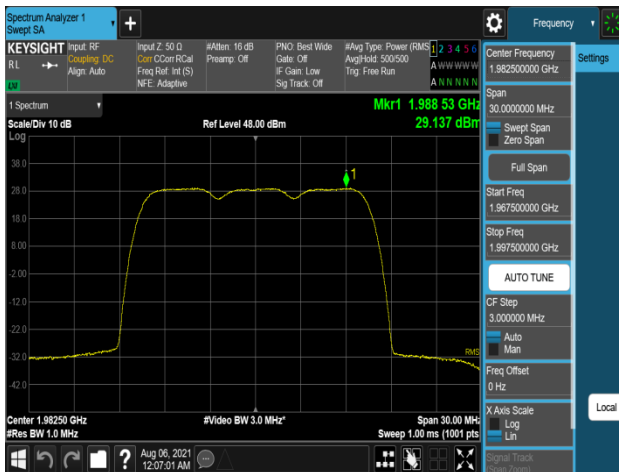 Spectrum Analyzer 1
Swept SA
+
Frequency
KEYSIGHT
RL
LNI
Input: RF
Coupling: DC
Align: Auto
Input Z: 50 Ω
Corr CCorr RCal
Freq Ref: Int (S)
NFE: Adaptive
#Atten: 16 dB
Preamp: Off
PNO: Best Wide
Gate: Off
IF Gain: Low
Sig Track: Off
#Avg Type: Power (RMS
Avg|Hold: 500/500
Trig: Free Run
1 2 3 4 5 6
A W W W W W
A N N N N N
1 Spectrum
Scale/Div 10 dB
Log
Ref Level 48.00 dBm
Mkr1 1.988 53 GHz
29.137 dBm
38.0
28.0
18.0
8.00
-2.00
-12.0
-22.0
-32.0
-42.0
1
RMS
Center 1.98250 GHz
#Res BW 1.0 MHz
#Video BW 3.0 MHz*
Span 30.00 MHz
Sweep 1.00 ms (1001 pts
?
Aug 06, 2021
12:07:01 AM
Center Frequency
1.982500000 GHz
Span
30.0000000 MHz
Swept Span
Zero Span
Full Span
Start Freq
1.967500000 GHz
Stop Freq
1.997500000 GHz
AUTO TUNE
CF Step
3.000000 MHz
Auto
Man
Freq Offset
0 Hz
X Axis Scale
Log
Lin
Signal Track
(Span Zoom)
Settings
Local